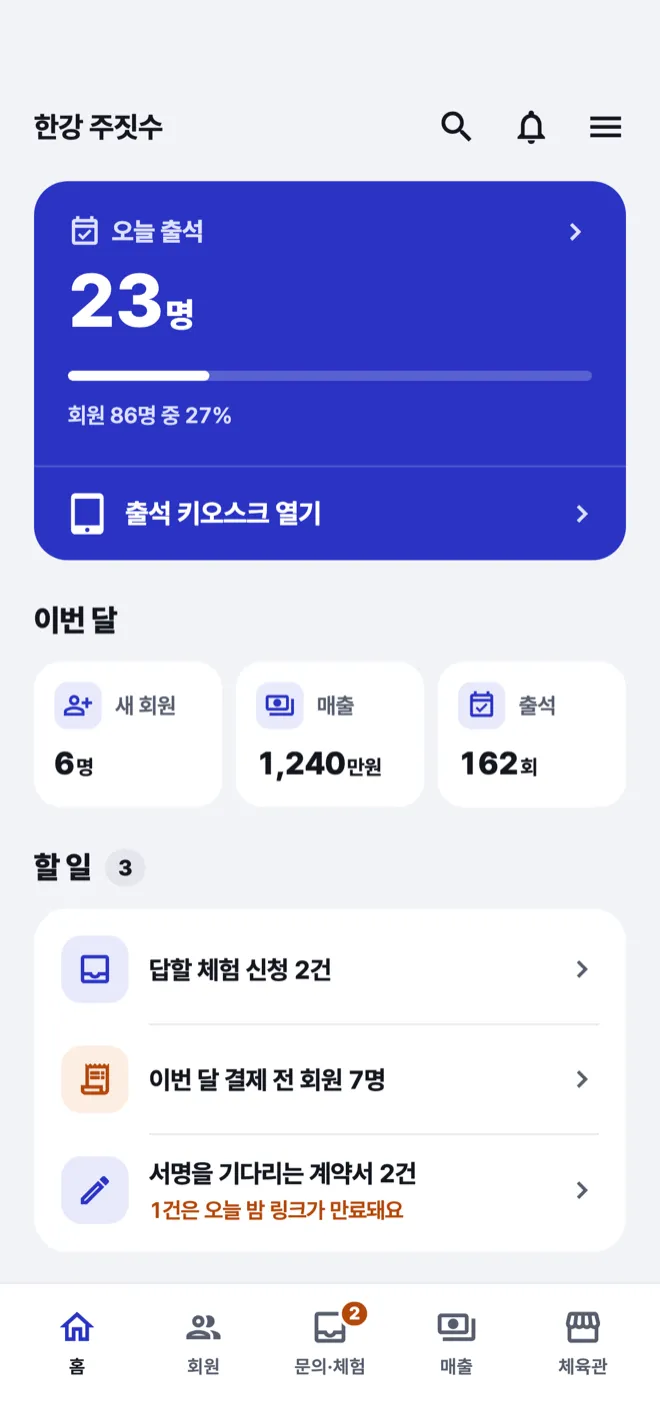 한강 주짓수
오늘 출석
23명
회원 86명 중 27%
출석 키오스크 열기
이번 달
새 회원
6명
매출
1,240만원
출석
162회
할 일 3
답할 체험 신청 2건
이번 달 결제 전 회원 7명
서명을 기다리는 계약서 2건
1건은 오늘 밤 링크가 만료돼요
2
홈
회원
문의·체험
매출
체육관